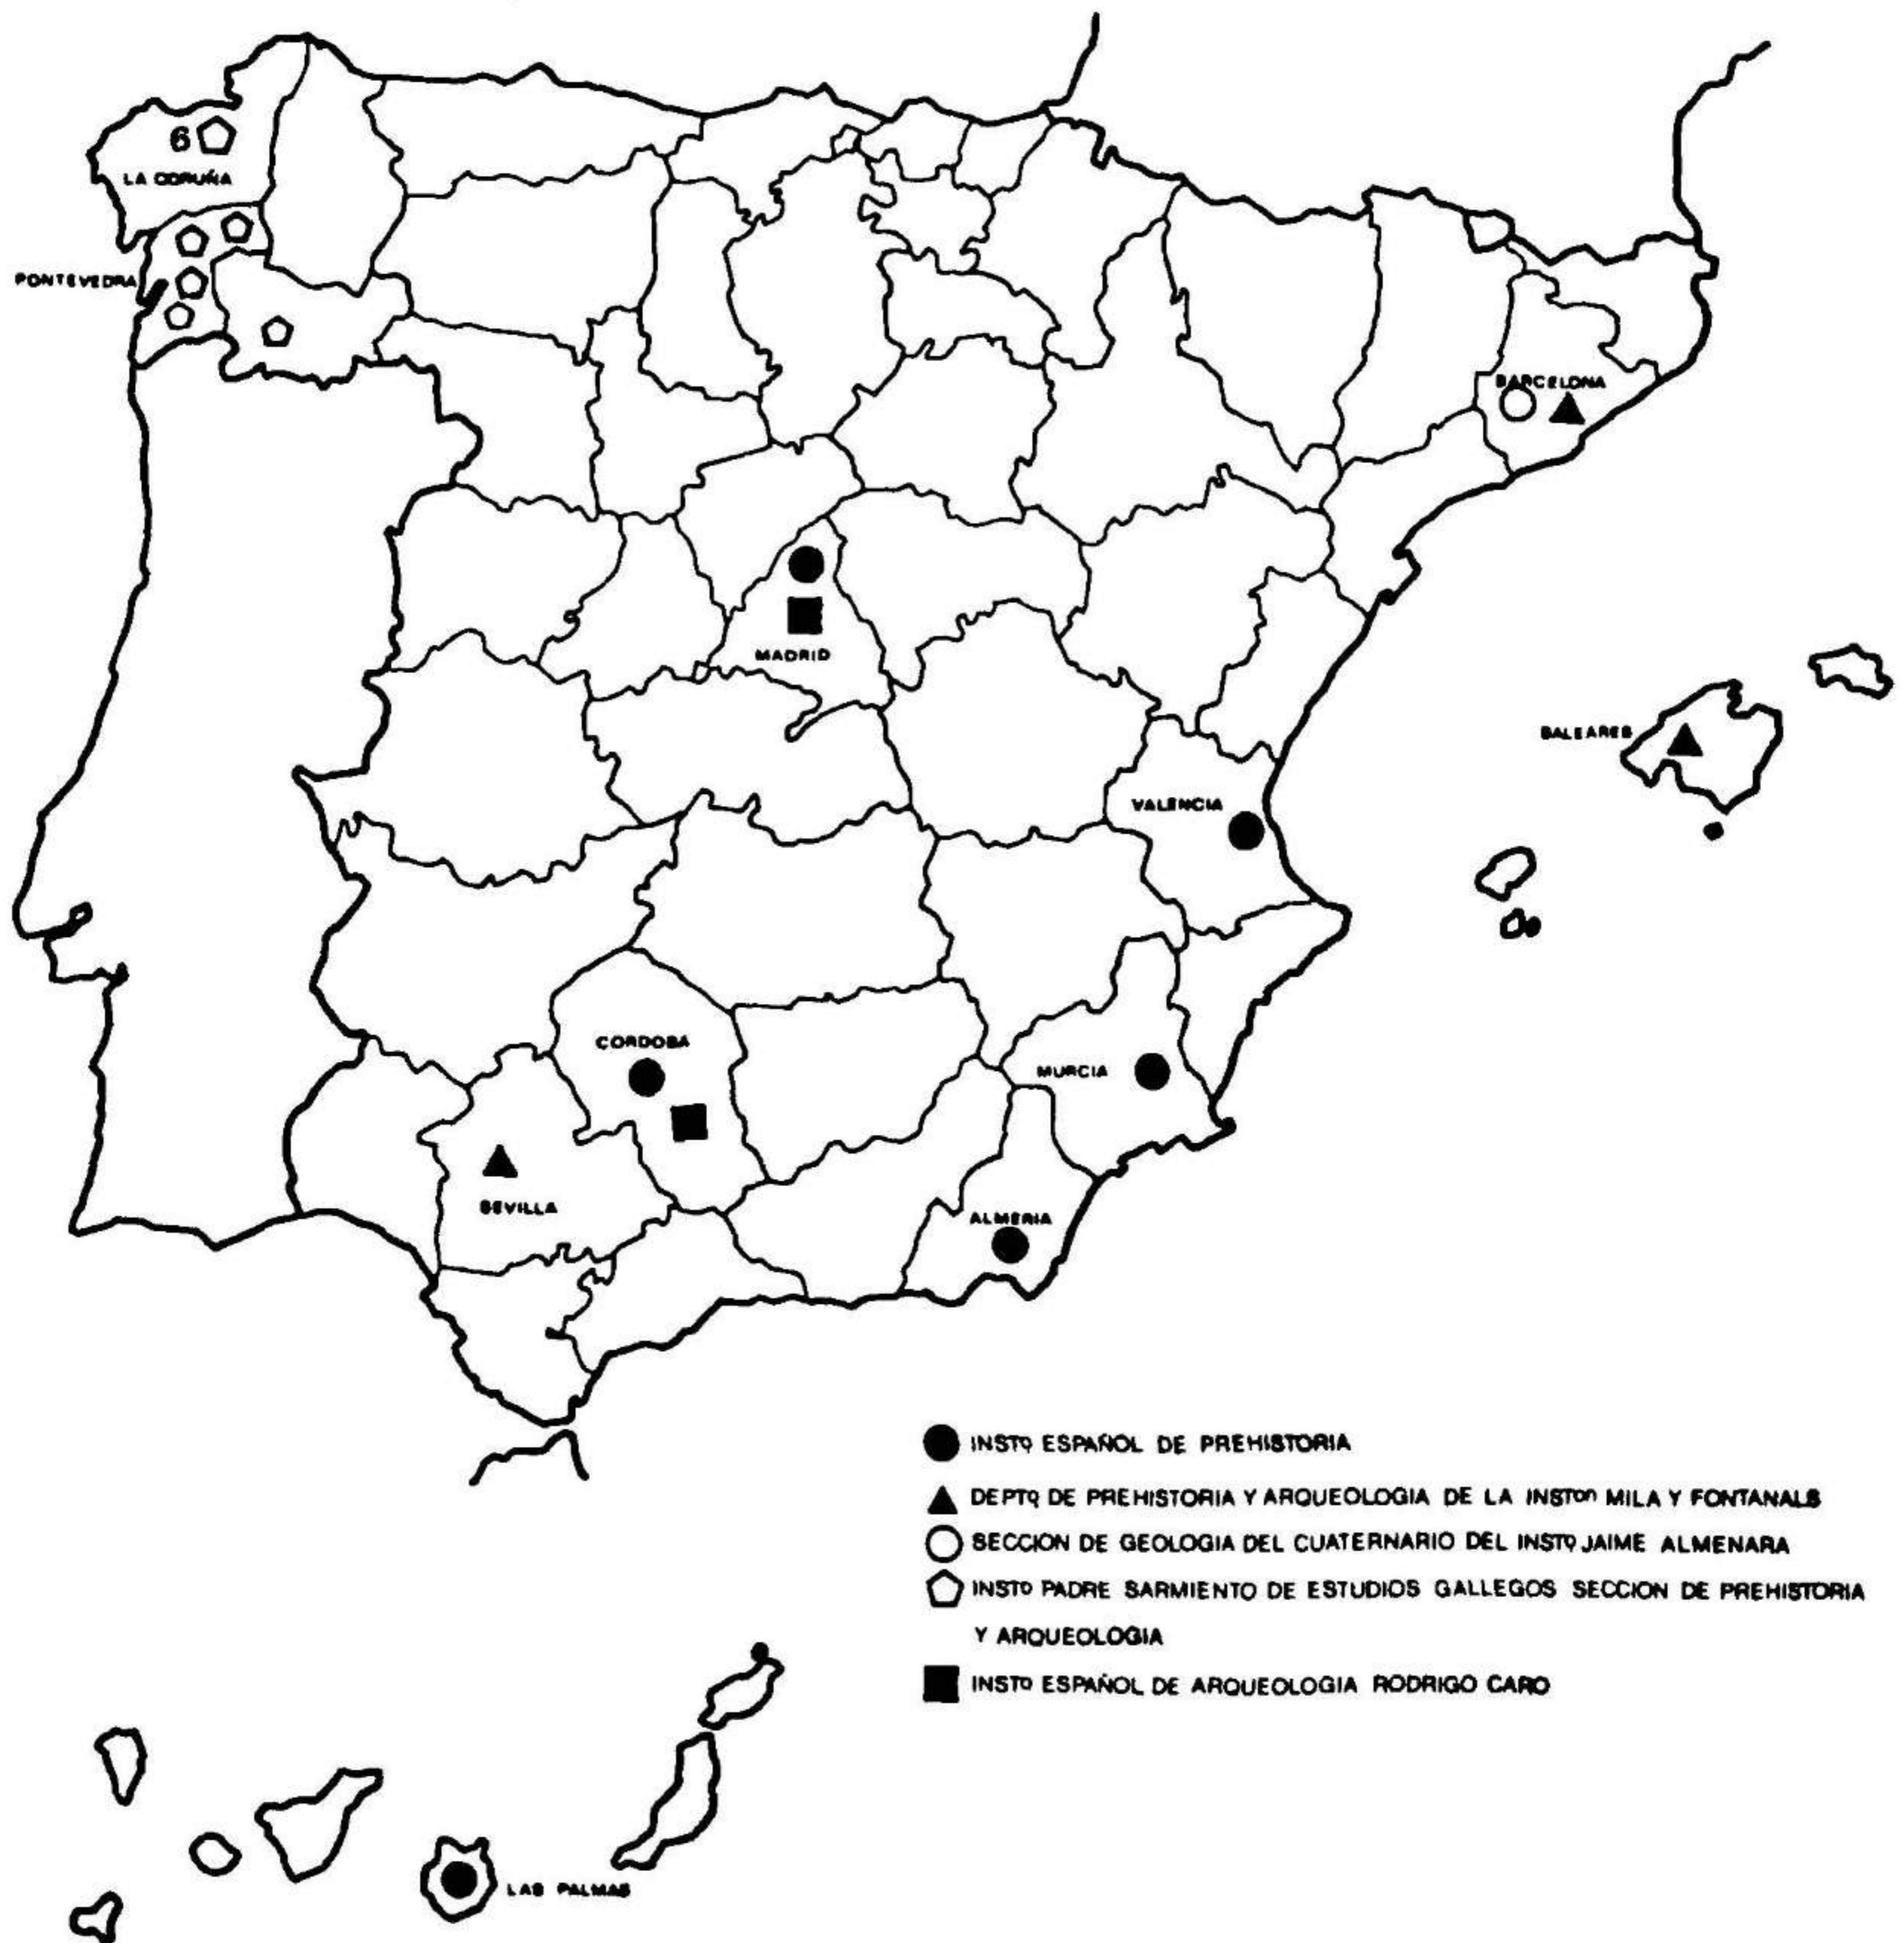 6
LA CORUÑA
PONTEVEDRA
BARCELONA
MADRID
BALEARES
VALENCIA
CORDOBA
MURCIA
SEVILLA
ALMERIA
INSTº ESPAÑOL DE PREHISTORIA
DEPTº DE PREHISTORIA Y ARQUEOLOGIA DE LA INSTºn MILA Y FONTANALS
SECCION DE GEOLOGIA DEL CUATERNARIO DEL INSTº JAIME ALMENARA
INSTº PADRE SARMIENTO DE ESTUDIOS GALLEGOS SECCION DE PREHISTORIA
Y ARQUEOLOGIA
INSTº ESPAÑOL DE ARQUEOLOGIA RODRIGO CARO
LAS PALMAS